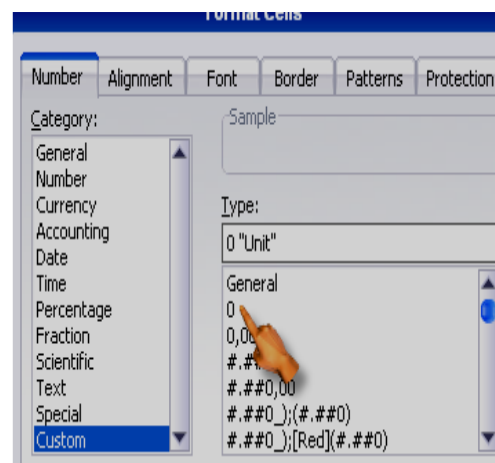 Format Cells
Number Alignment Font Border Patterns Protection
Category:
General
Number
Currency
Accounting
Date
Time
Percentage
Fraction
Scientific
Text
Special
Custom
Sample
Type:
0 "Unit"
General
0
#.##0,00
#.##0_);(#.##0)
#.##0_);[Red](#.##0)